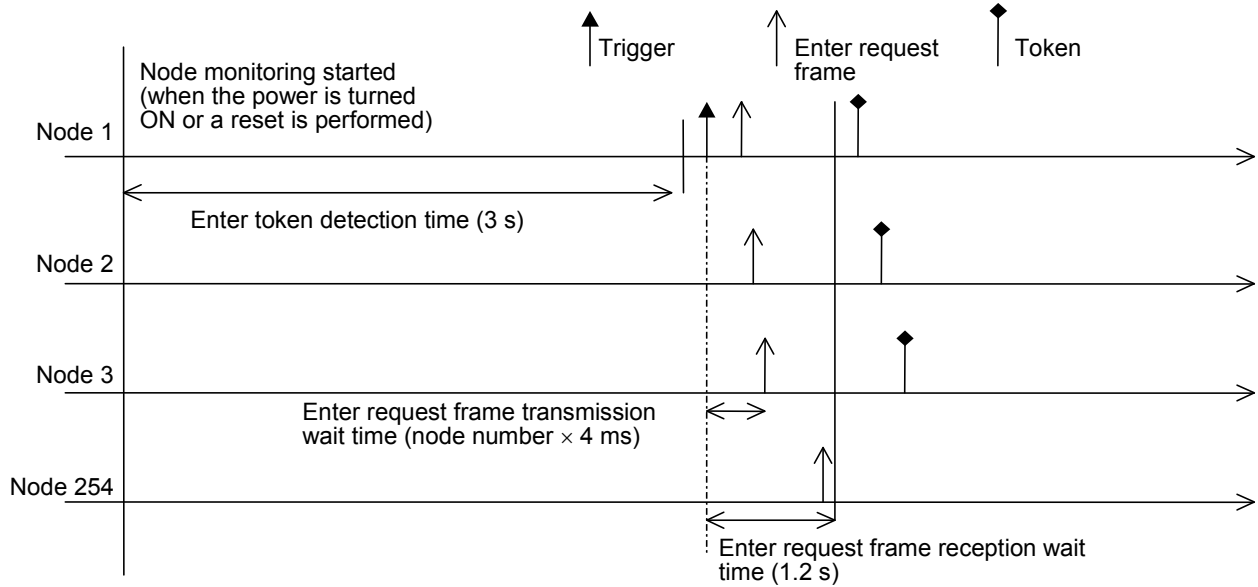 Trigger
Enter request
frame
Token
Node monitoring started
(when the power is turned
ON or a reset is performed)
Node 1
Enter token detection time (3 s)
Node 2
Node 3
Enter request frame transmission
wait time (node number × 4 ms)
Node 254
Enter request frame reception wait
time (1.2 s)